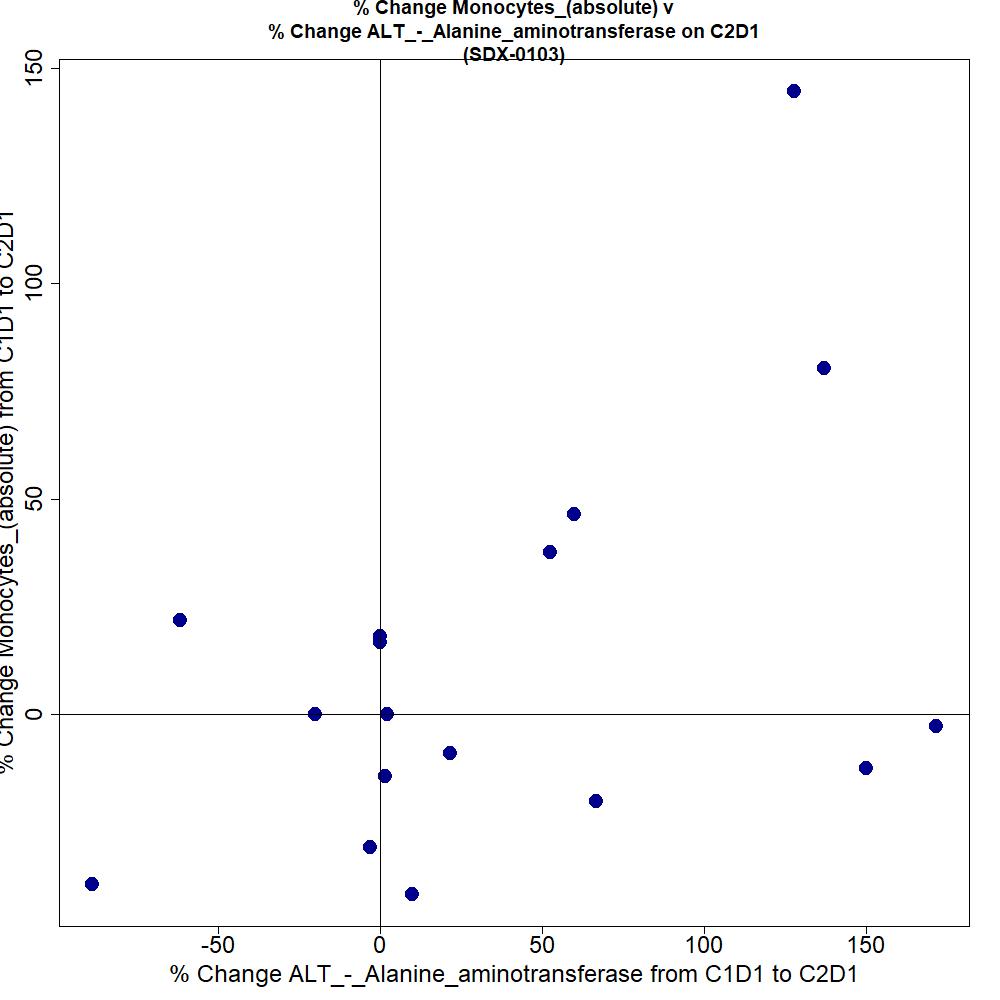 % Change Monocytes_(absolute) v
% Change ALT_-_Alanine_aminotransferase on C2D1
(SDX-0103)
% Change Monocytes_(absolute) from C1D1 to C2D1
150
100
50
0
-50
0
50
100
150
% Change ALT_-_Alanine_aminotransferase from C1D1 to C2D1